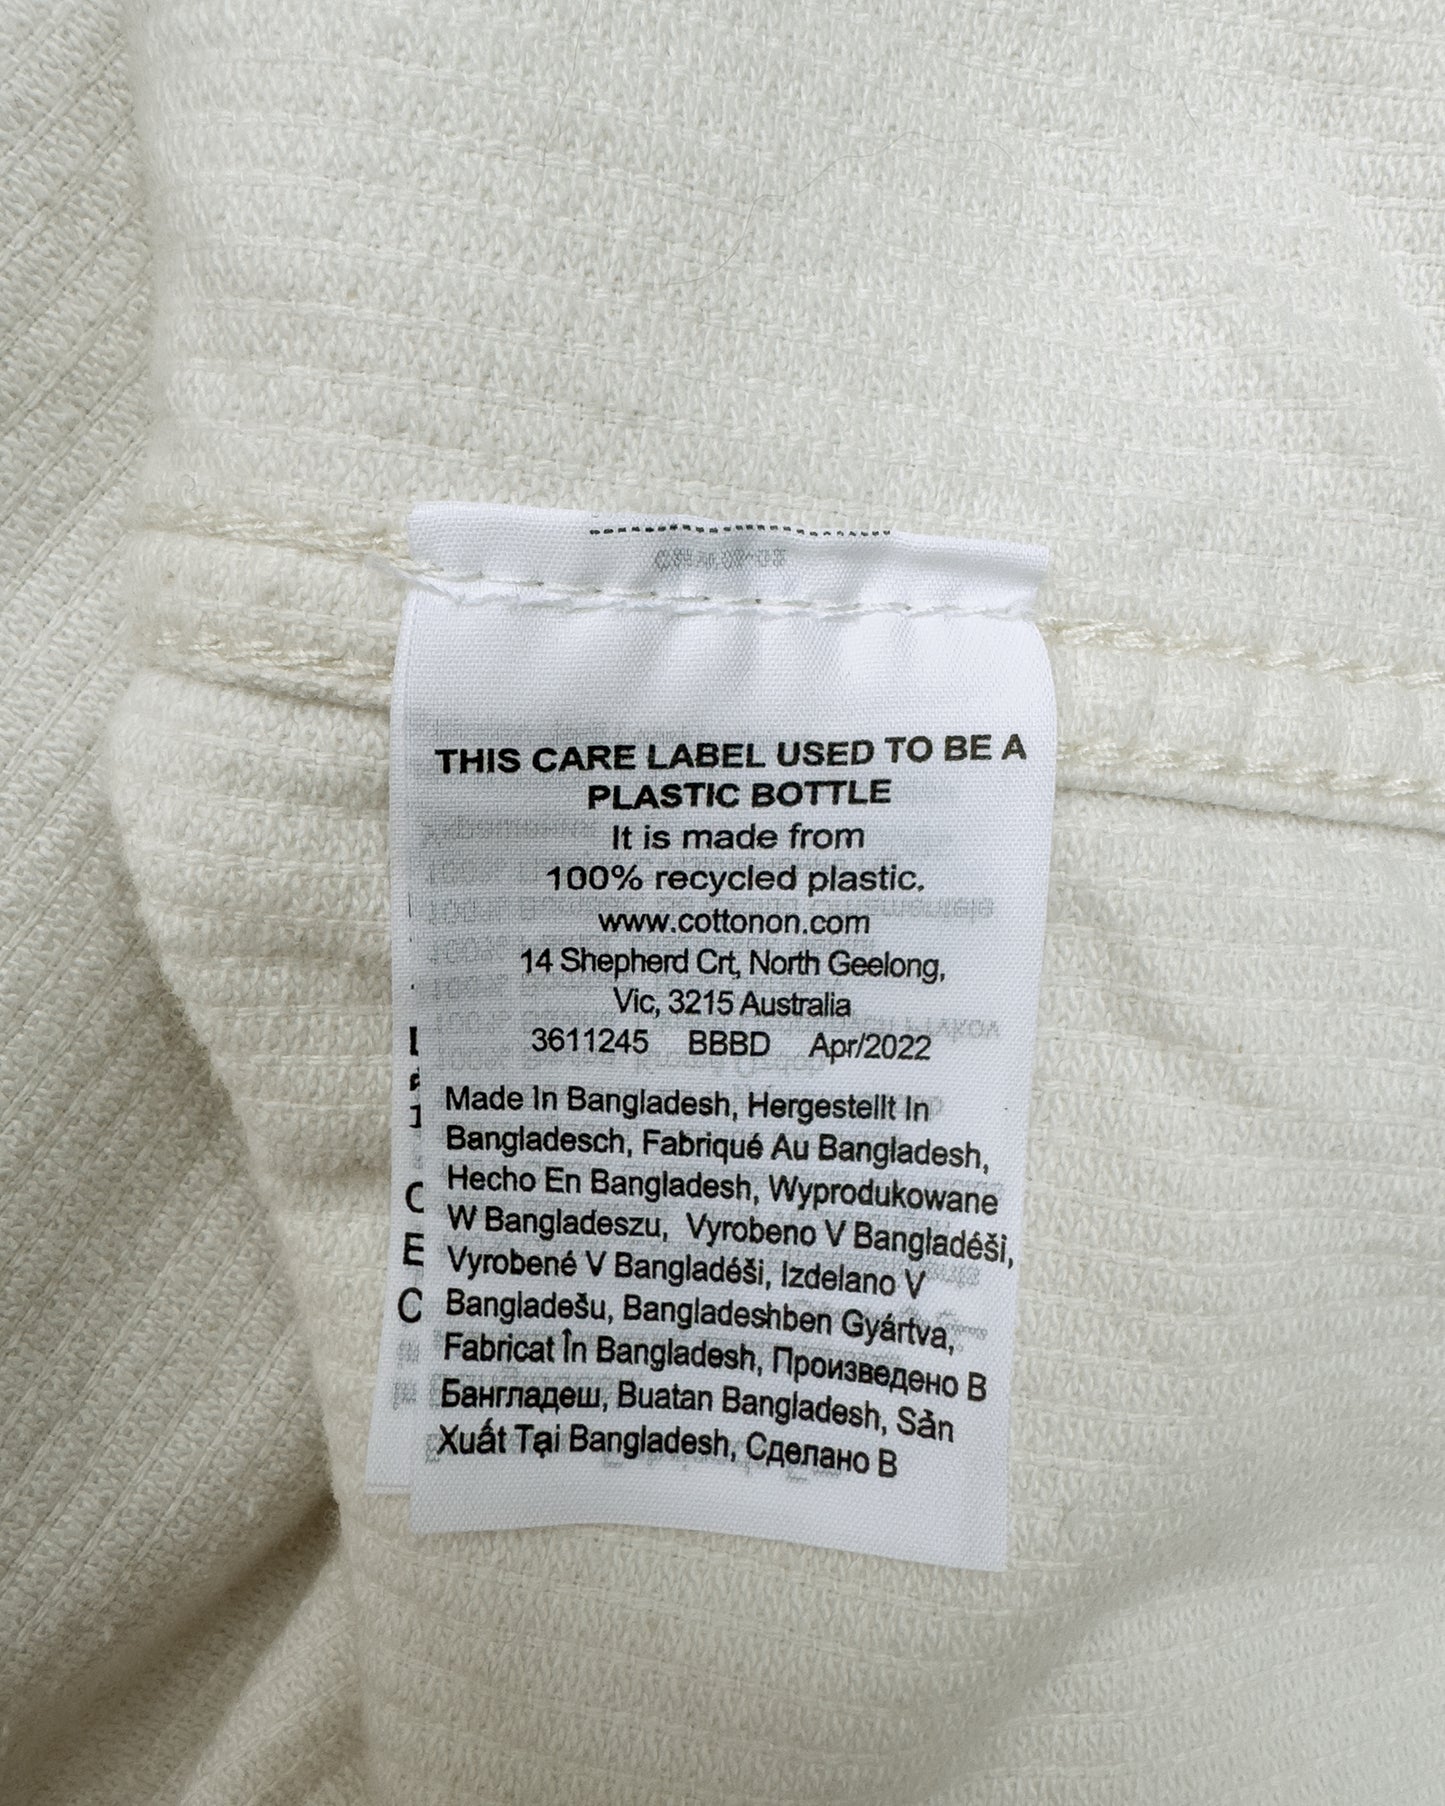 THIS CARE LABEL USED TO BE A
PLASTIC BOTTLE
It is made from
100% recycled plastic.
www.cottonon.com
14 Shepherd Crt, North Geelong,
Vic, 3215 Australia
3611245 BBBD Apr/2022
Made In Bangladesh, Hergestellt In
Bangladesch, Fabriqué Au Bangladesh,
Hecho En Bangladesh, Wyprodukowane
W Bangladeszu, Vyrobeno V Bangladéši,
Vyrobené V Bangladéši, Izdelano V
Bangladešu, Bangladeshben Gyártva,
Fabricat În Bangladesh, Произведено В
Бангладеш, Buatan Bangladesh, Sản
Xuất Tại Bangladesh, Сделано В